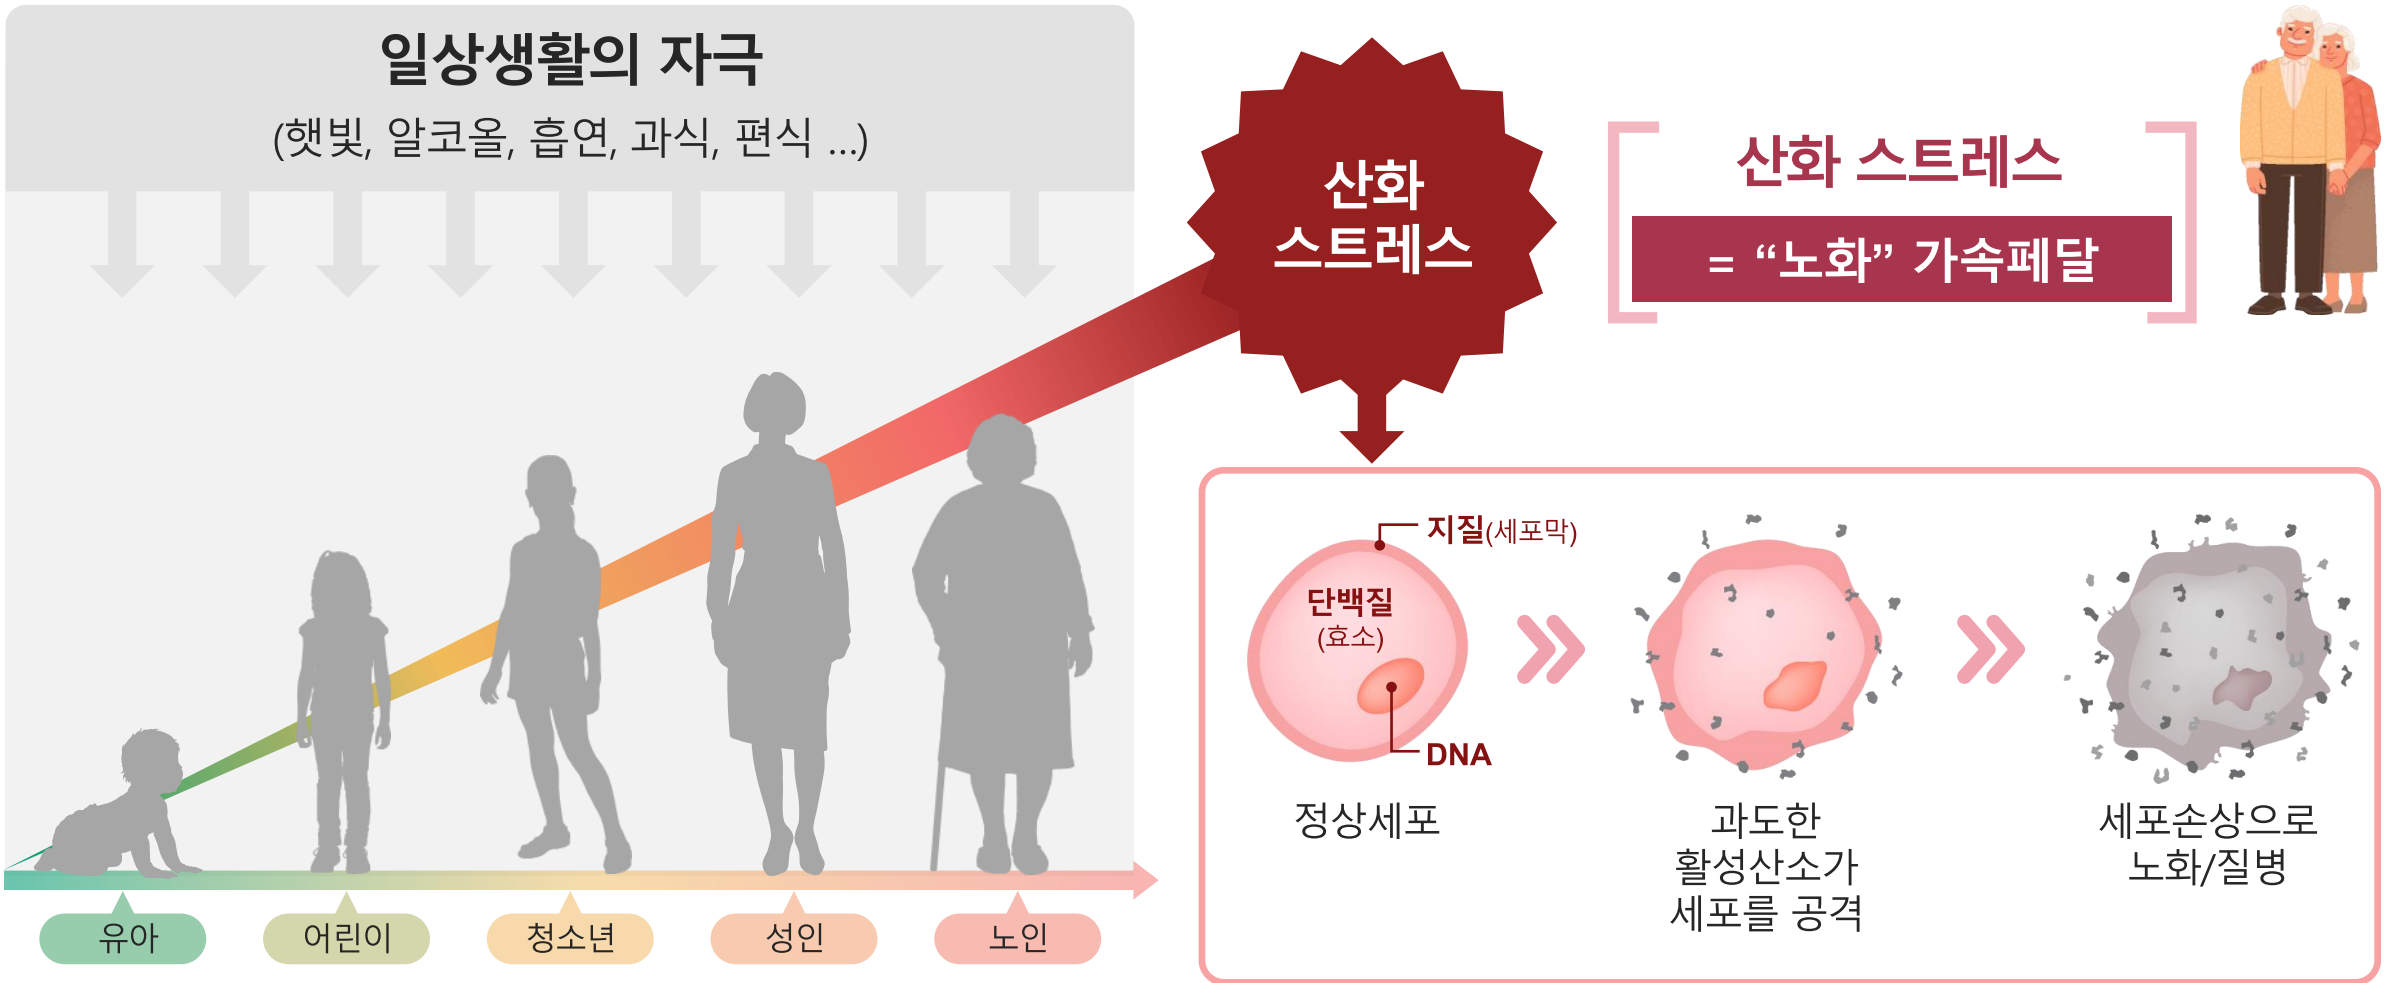 일상생활의 자극
(햇빛, 알코올, 흡연, 과식, 편식 ...)
유아
어린이
청소년
성인
노인
산화
스트레스
산화 스트레스
= “노화” 가속페달
지질(세포막)
단백질
(효소)
DNA
정상세포
과도한
활성산소가
세포를 공격
세포손상으로
노화/질병